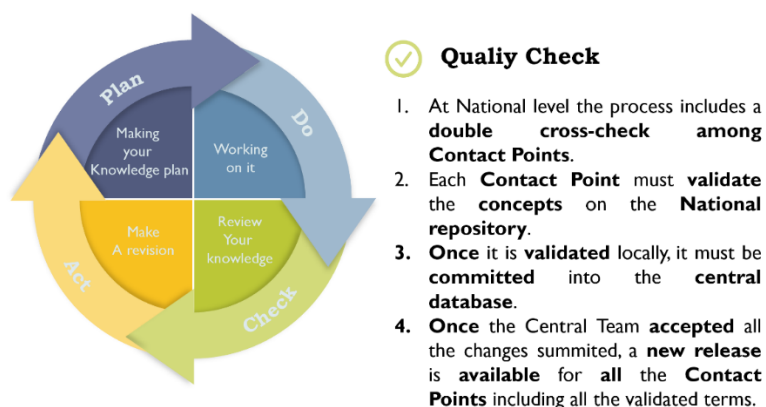 Plan
Do
Making
your
Knowledge plan
Working
on it
Make
A revision
Review
Your
knowledge
Act
Check
Qualiy Check
1. At National level the process includes a
double cross-check among
Contact Points.
2. Each Contact Point must validate
the concepts on the National
repository.
3. Once it is validated locally, it must be
committed into the central
database.
4. Once the Central Team accepted all
the changes summited, a new release
is available for all the Contact
Points including all the validated terms.